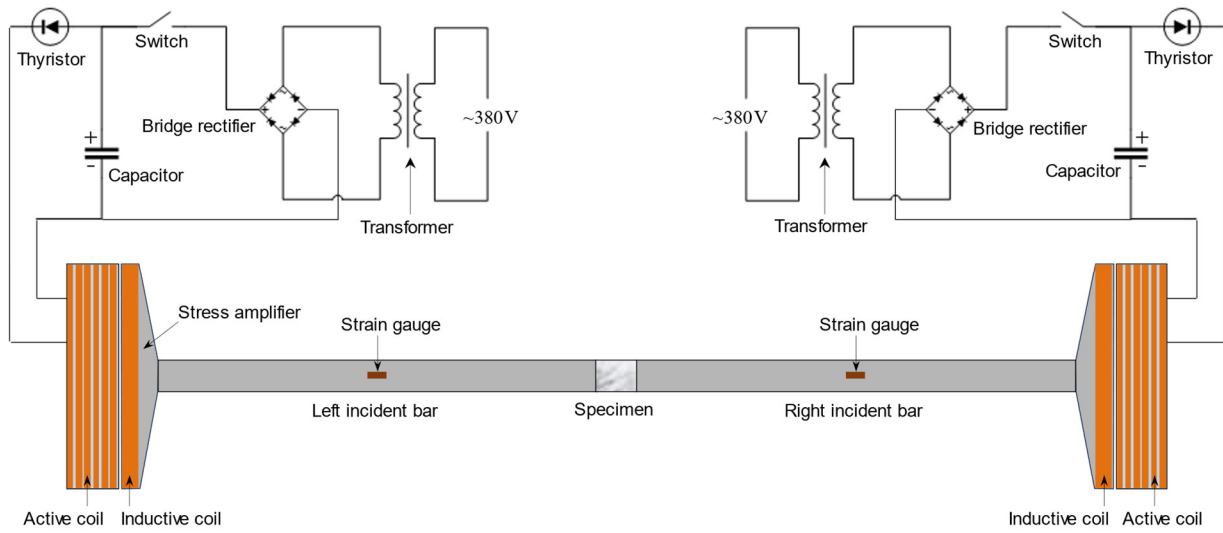 Switch
Switch
Thyristor
Thyristor
~380V
~380V
+
-
~
~
+
-
~
~
Bridge rectifier
Bridge rectifier
+
-
+
-
Capacitor
Capacitor
Transformer
Transformer
Stress amplifier
Strain gauge
Strain gauge
Left incident bar
Specimen
Right incident bar
Active coil
Inductive coil
Inductive coil
Active coil